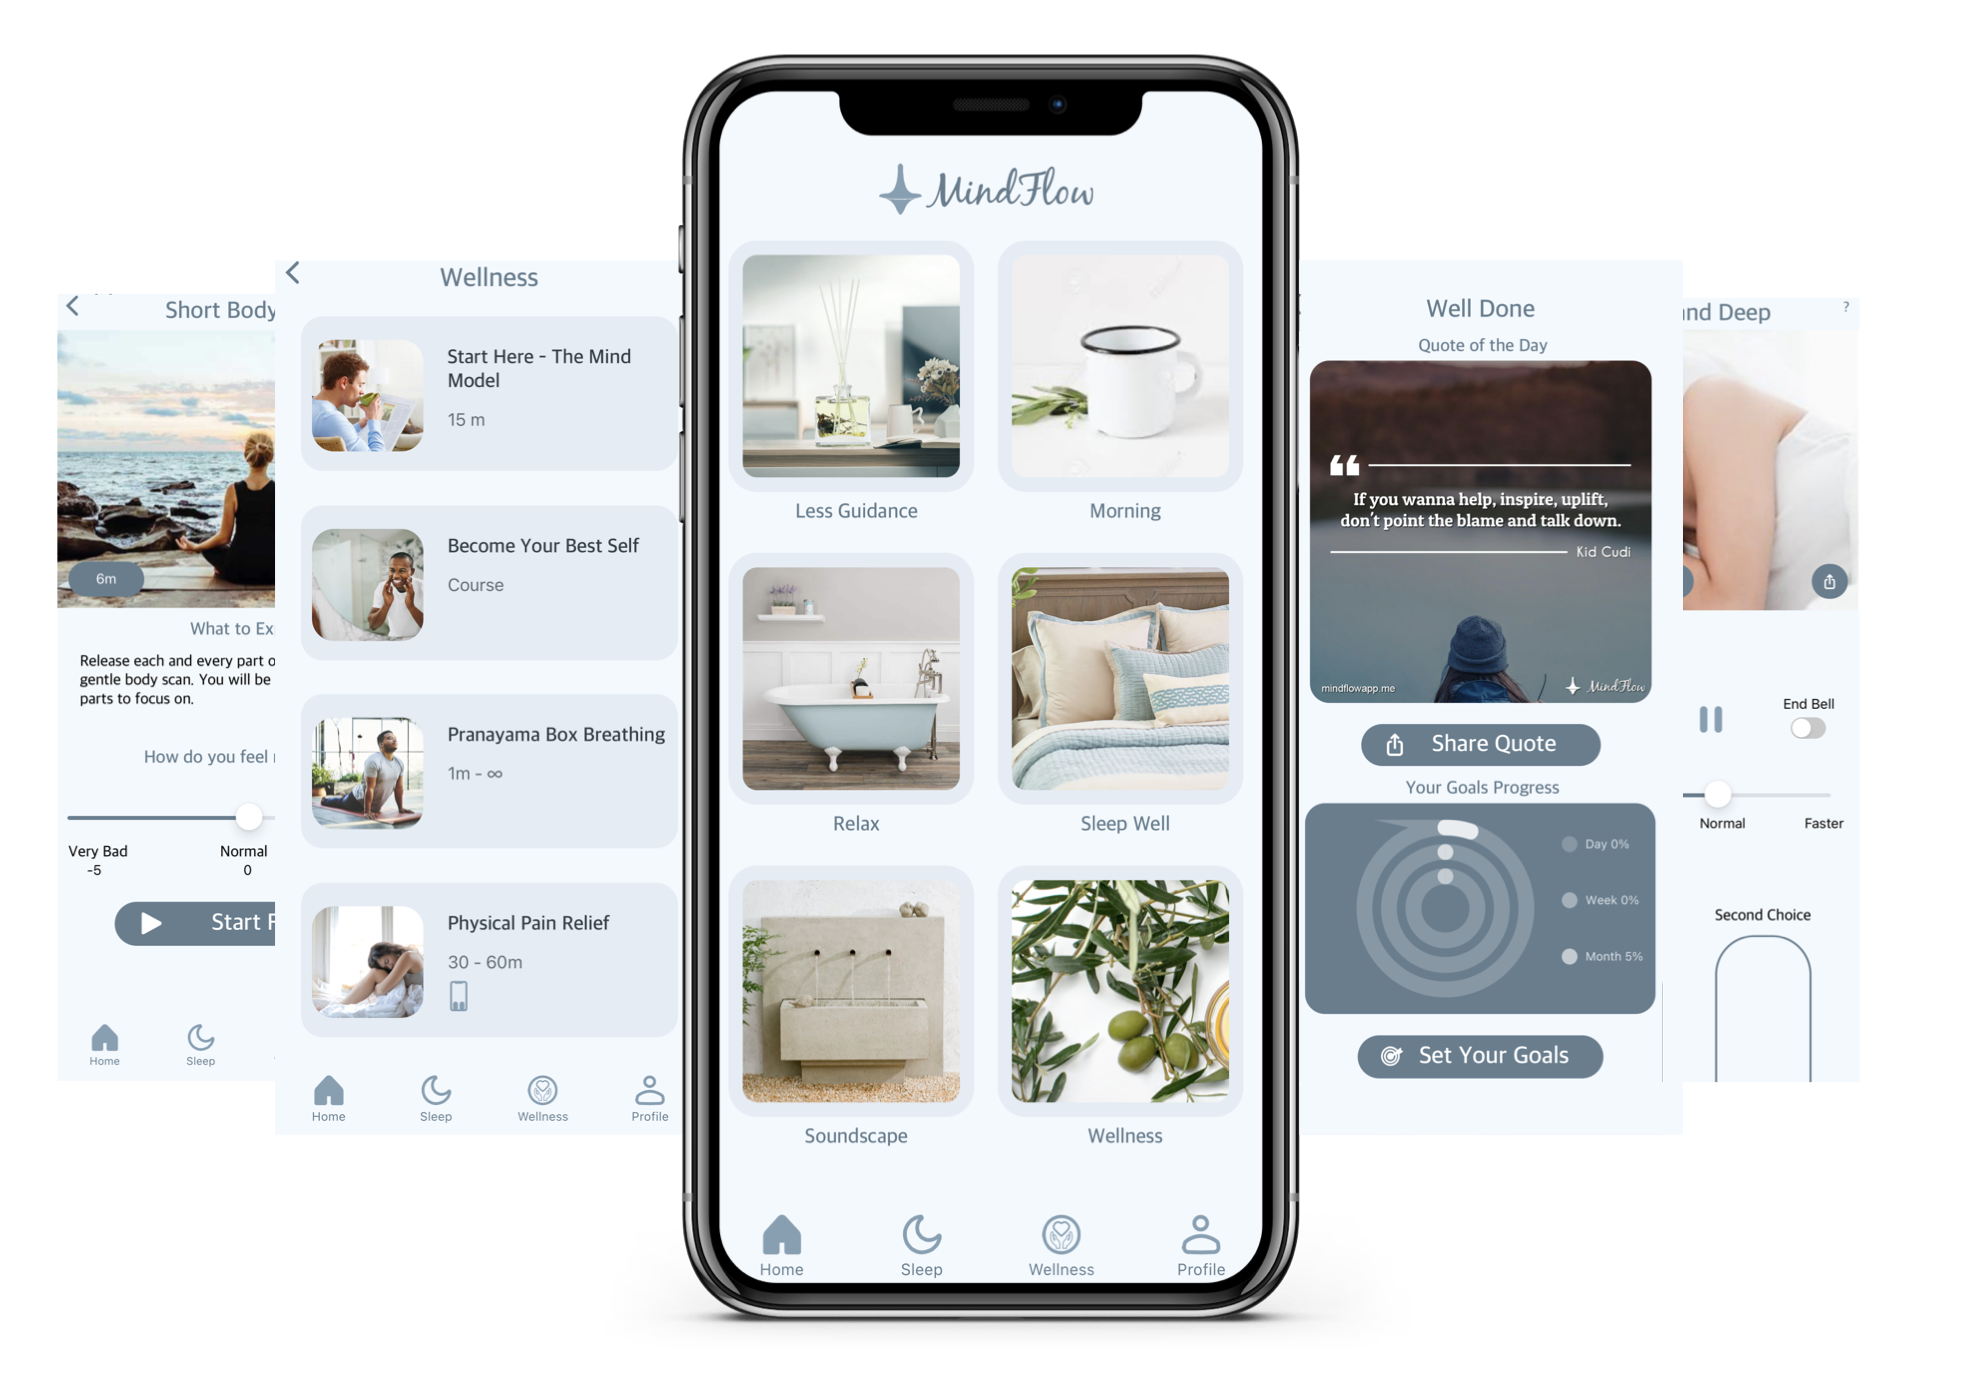 Short Body
6m
What to Ex
Release each and every part o
gentle body scan. You will be
parts to focus on.
How do you feel
Very Bad
-5
Normal
0
Start
Home
Sleep
Wellness
Start Here - The Mind
Model
15 m
Become Your Best Self
Course
Pranayama Box Breathing
1m - ∞
Physical Pain Relief
30 - 60m
Home
Sleep
Wellness
Profile
MindFlow
Less Guidance
Morning
Relax
Sleep Well
Soundscape
Wellness
Home
Sleep
Wellness
Profile
Well Done
Quote of the Day
If you wanna help, inspire, uplift,
don't point the blame and talk down.
Kid Cudi
mindflowapp.me
MindFlow
Share Quote
Your Goals Progress
Day 0%
Week 0%
Month 5%
Set Your Goals
nd Deep
?
End Bell
Normal
Faster
Second Choice